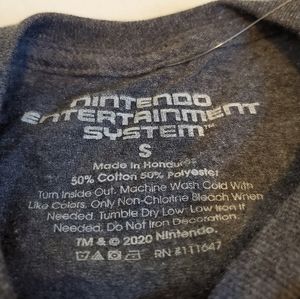 Nintendo
ENTERTAINMENT
SYSTEM™
S
Made in Honduras
50% Cotton 50% Polyester
Turn Inside Out, Machine Wash Cold With
Like Colors, Only Non-Chlorine Bleach When
Needed, Tumble Dry Low, Low Iron If
Needed. Do Not Iron Decoration
TM & © 2020 Nintendo.
RN #111647